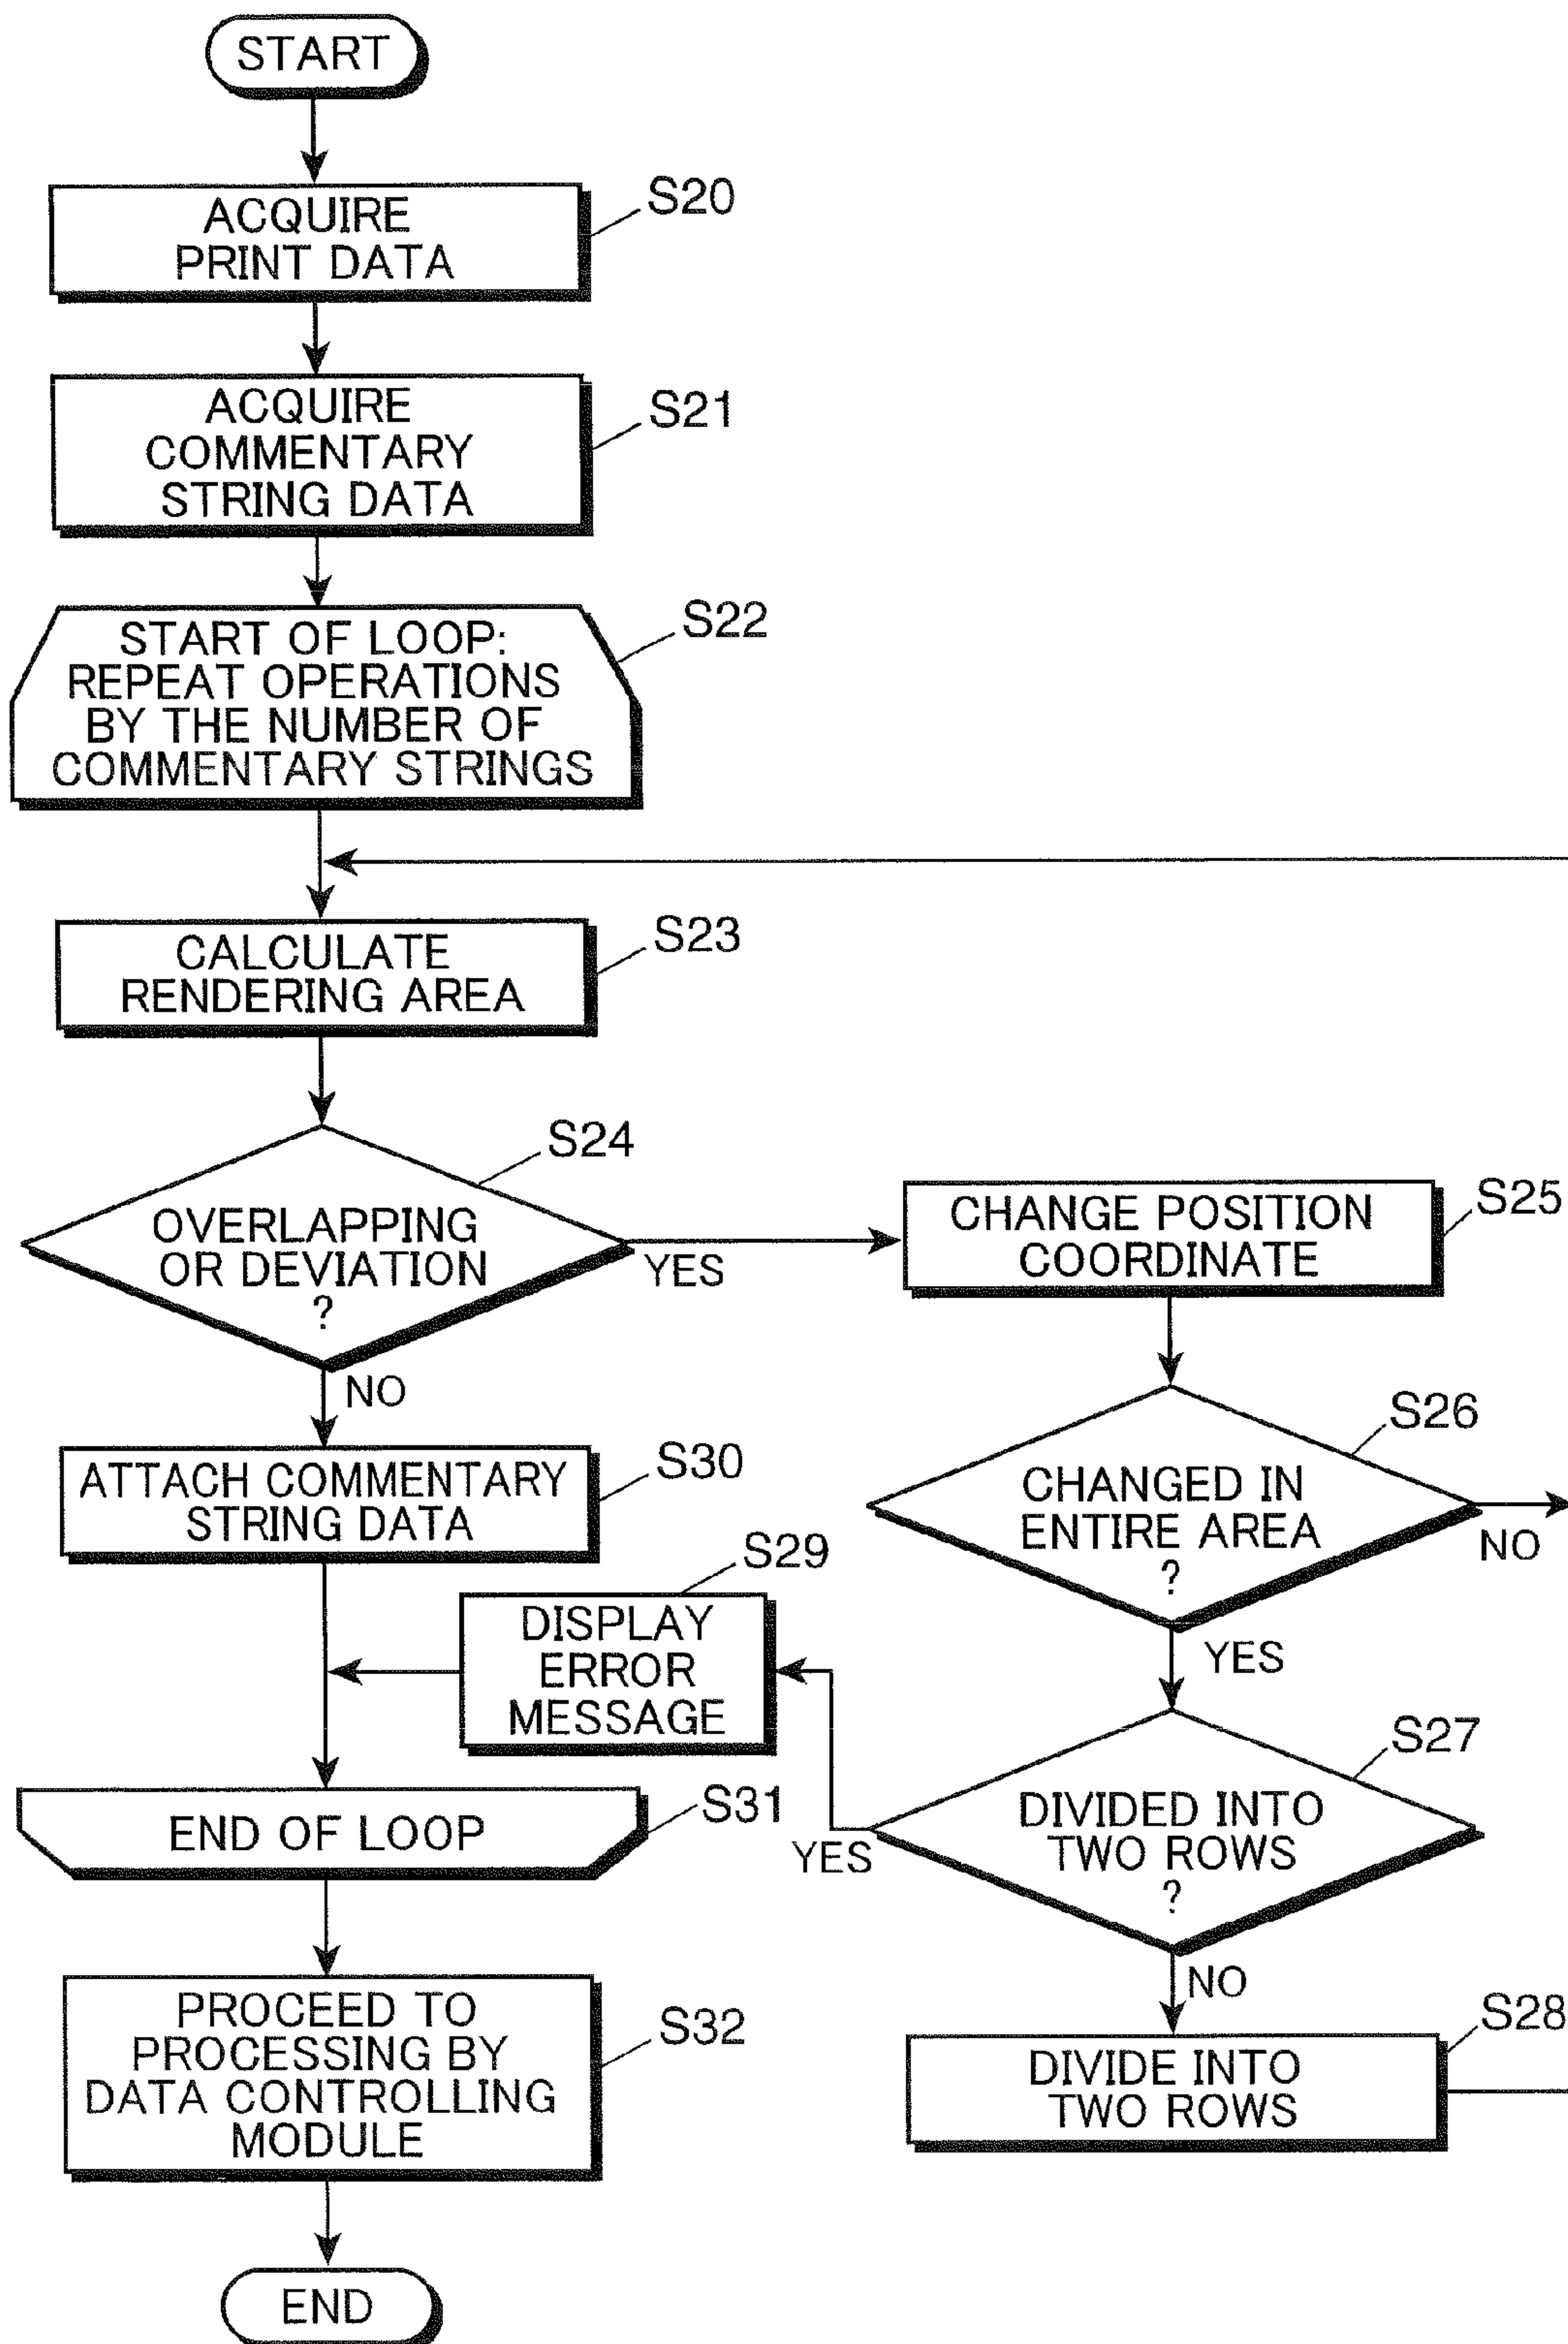 START
ACQUIRE
PRINT DATA
S20
ACQUIRE
COMMENTARY
STRING DATA
S21
START OF LOOP:
REPEAT OPERATIONS
BY THE NUMBER OF
COMMENTARY STRINGS
S22
CALCULATE
RENDERING AREA
S23
OVERLAPPING
OR DEVIATION
?
S24
YES
NO
CHANGE POSITION
COORDINATE
S25
CHANGED IN
ENTIRE AREA
?
S26
NO
YES
DIVIDED INTO
TWO ROWS
?
S27
YES
NO
DIVIDE INTO
TWO ROWS
S28
DISPLAY
ERROR
MESSAGE
S29
ATTACH COMMENTARY
STRING DATA
S30
END OF LOOP
S31
PROCEED TO
PROCESSING BY
DATA CONTROLLING
MODULE
S32
END